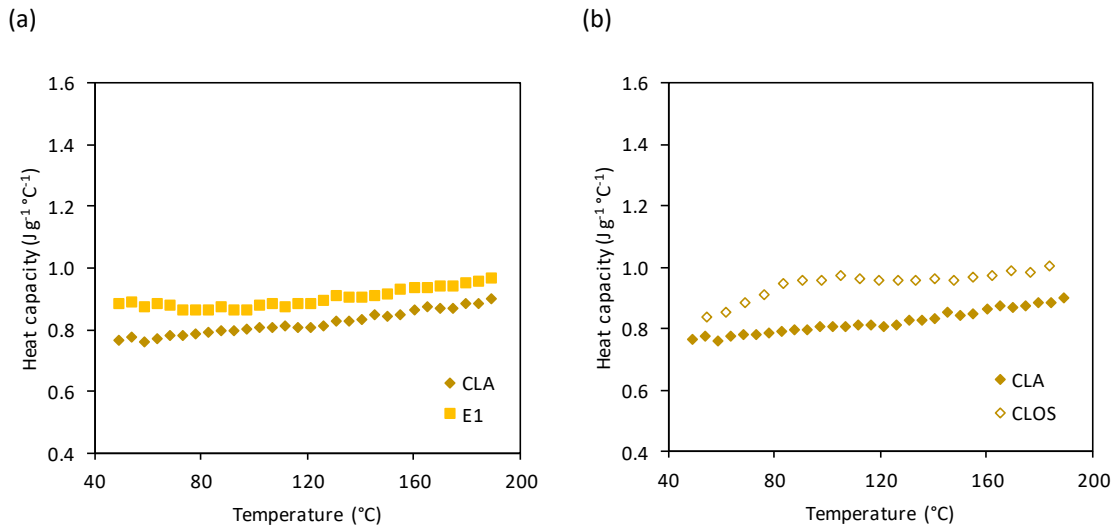 (a)
1.6
1.4
1.2
1.0
0.8
0.6
0.4
Heat capacity (J g⁻¹ °C⁻¹)
CLA
E1
40 80 120 160 200
Temperature (°C)
(b)
1.6
1.4
1.2
1.0
0.8
0.6
0.4
Heat capacity (J g⁻¹ °C⁻¹)
CLA
CLOS
40 80 120 160 200
Temperature (°C)